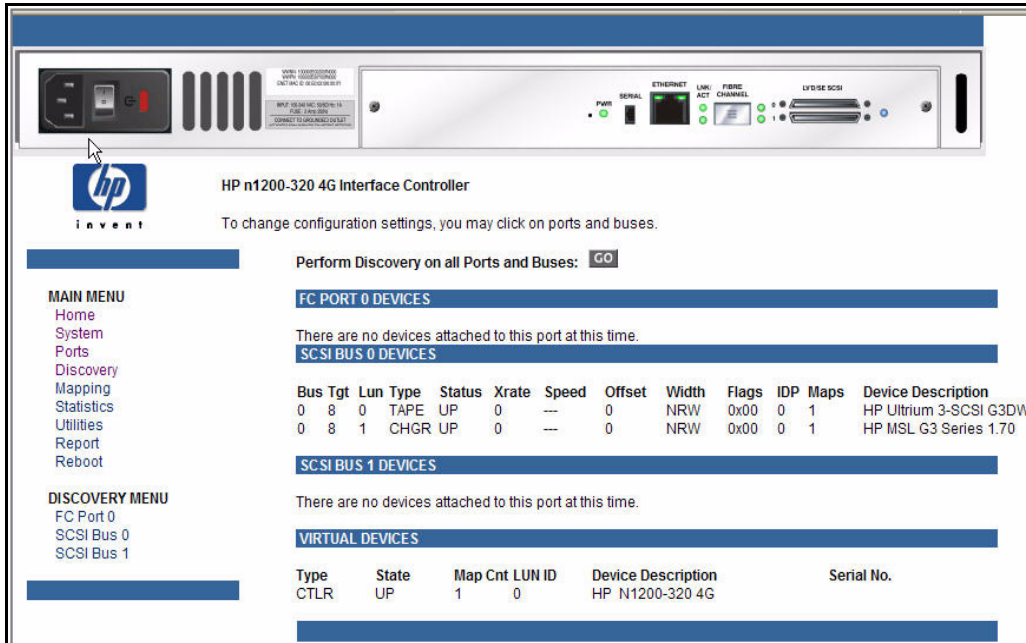 PWR
SERIAL
ETHERNET
LNK/ ACT
FIBRE CHANNEL
LVD/SE SCSI
0
1
hp
invent
HP n1200-320 4G Interface Controller
To change configuration settings, you may click on ports and buses.
Perform Discovery on all Ports and Buses: GO
MAIN MENU
Home
System
Ports
Discovery
Mapping
Statistics
Utilities
Report
Reboot
DISCOVERY MENU
FC Port 0
SCSI Bus 0
SCSI Bus 1
FC PORT 0 DEVICES
There are no devices attached to this port at this time.
SCSI BUS 0 DEVICES
Bus Tgt Lun Type Status Xrate Speed Offset Width Flags IDP Maps Device Description
0 8 0 TAPE UP 0 --- 0 NRW 0x00 0 1 HP Ultrium 3-SCSI G3DW
0 8 1 CHGR UP 0 --- 0 NRW 0x00 0 1 HP MSL G3 Series 1.70
SCSI BUS 1 DEVICES
There are no devices attached to this port at this time.
VIRTUAL DEVICES
Type State Map Cnt LUN ID Device Description Serial No.
CTLR UP 1 0 HP N1200-320 4G